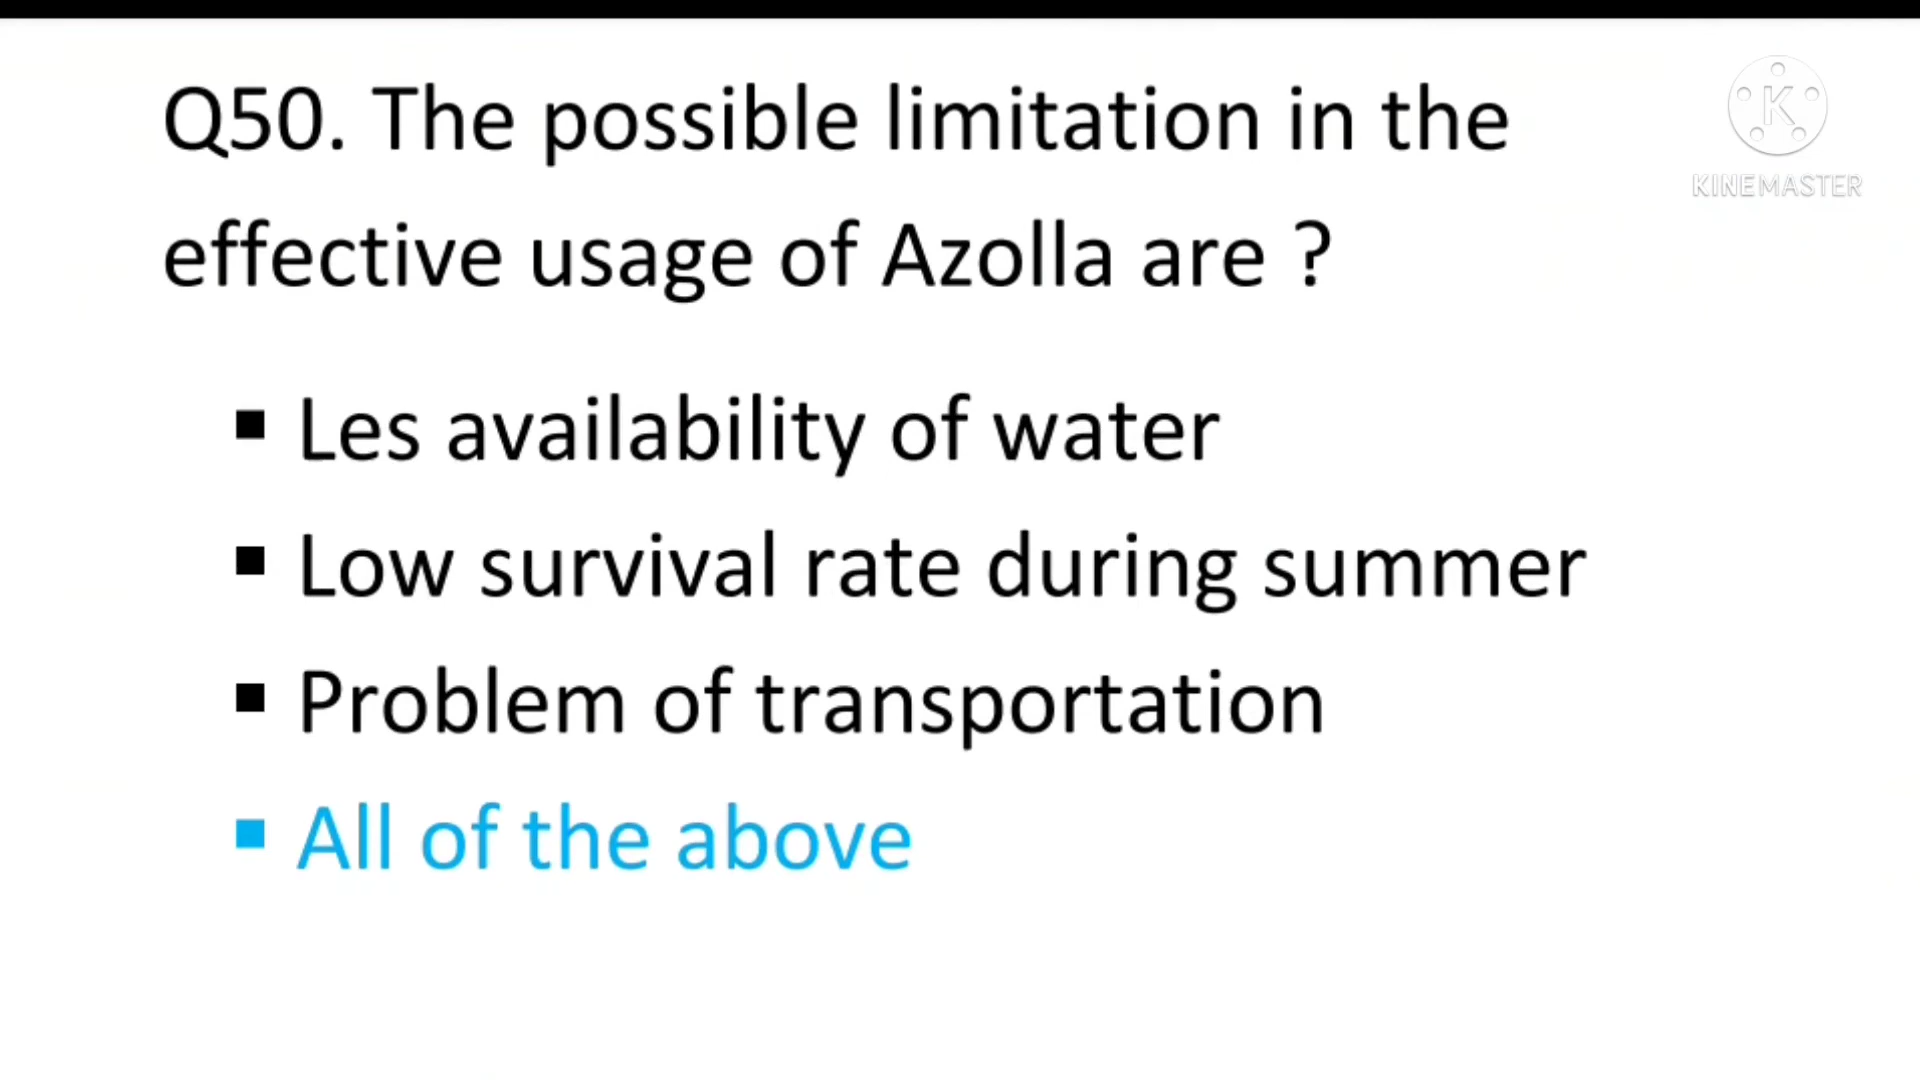 Q50. The possible limitation in the
K
KINEMASTER
effective usage of Azolla are ?
▪ Les availability of water
▪ Low survival rate during summer
▪ Problem of transportation
▪ All of the above